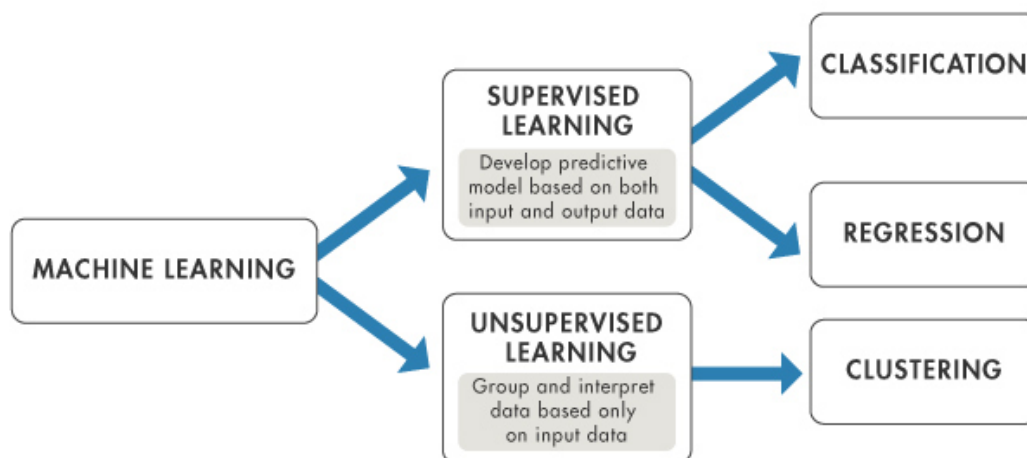 MACHINE LEARNING
SUPERVISED
LEARNING
Develop predictive
model based on both
input and output data
UNSUPERVISED
LEARNING
Group and interpret
data based only
on input data
CLASSIFICATION
REGRESSION
CLUSTERING